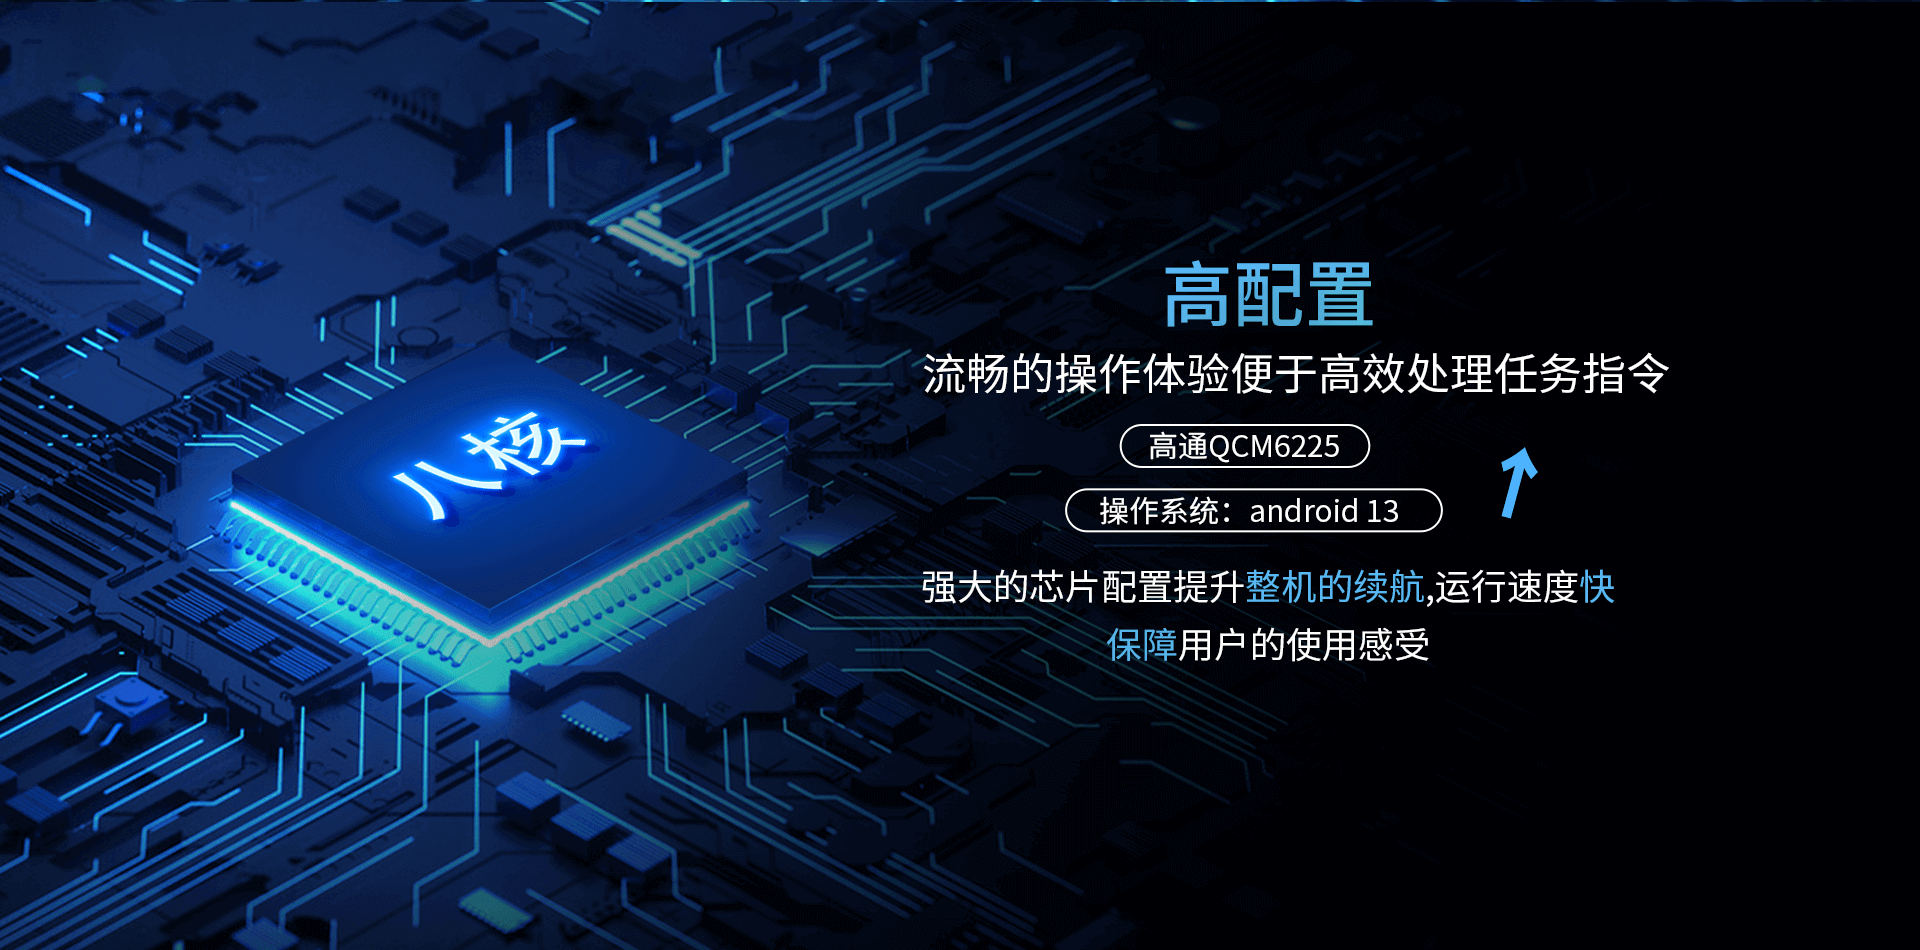 八核
高配置
流畅的操作体验便于高效处理任务指令
高通QCM6225
操作系统：android 13
强大的芯片配置提升整机的续航,运行速度快
保障用户的使用感受